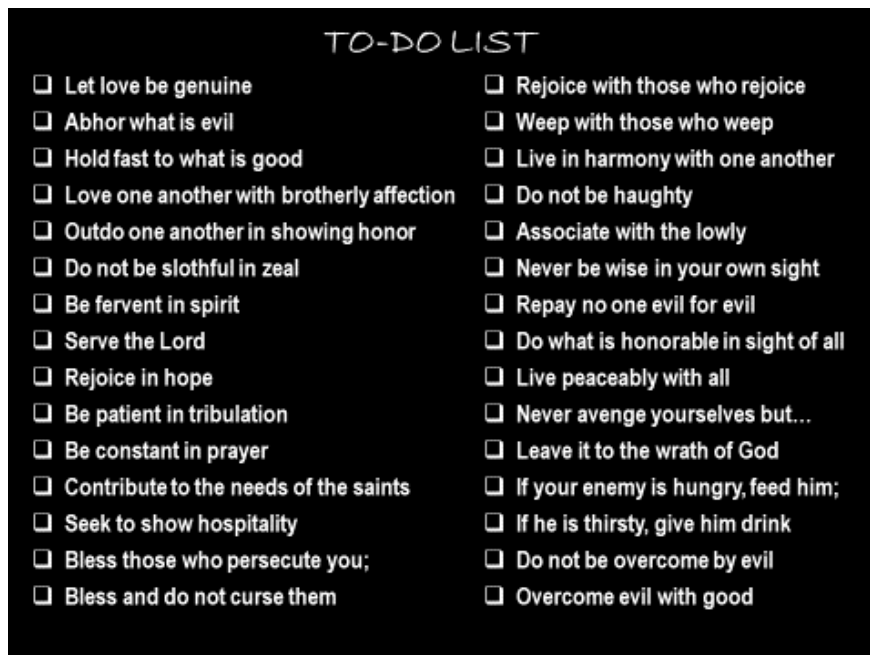 TO-DO LIST
Let love be genuine
Abhor what is evil
Hold fast to what is good
Love one another with brotherly affection
Outdo one another in showing honor
Do not be slothful in zeal
Be fervent in spirit
Serve the Lord
Rejoice in hope
Be patient in tribulation
Be constant in prayer
Contribute to the needs of the saints
Seek to show hospitality
Bless those who persecute you;
Bless and do not curse them
Rejoice with those who rejoice
Weep with those who weep
Live in harmony with one another
Do not be haughty
Associate with the lowly
Never be wise in your own sight
Repay no one evil for evil
Do what is honorable in sight of all
Live peaceably with all
Never avenge yourselves but...
Leave it to the wrath of God
If your enemy is hungry, feed him;
If he is thirsty, give him drink
Do not be overcome by evil
Overcome evil with good